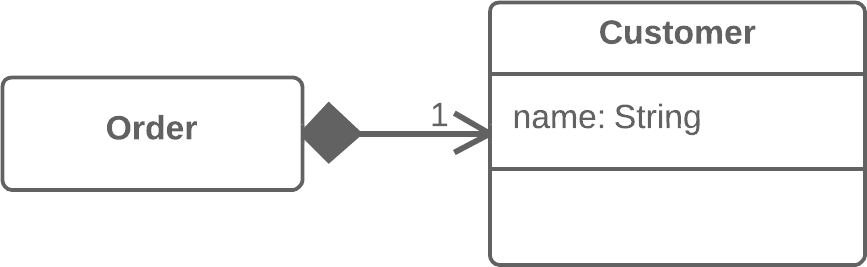 Customer
Order
1
name: String